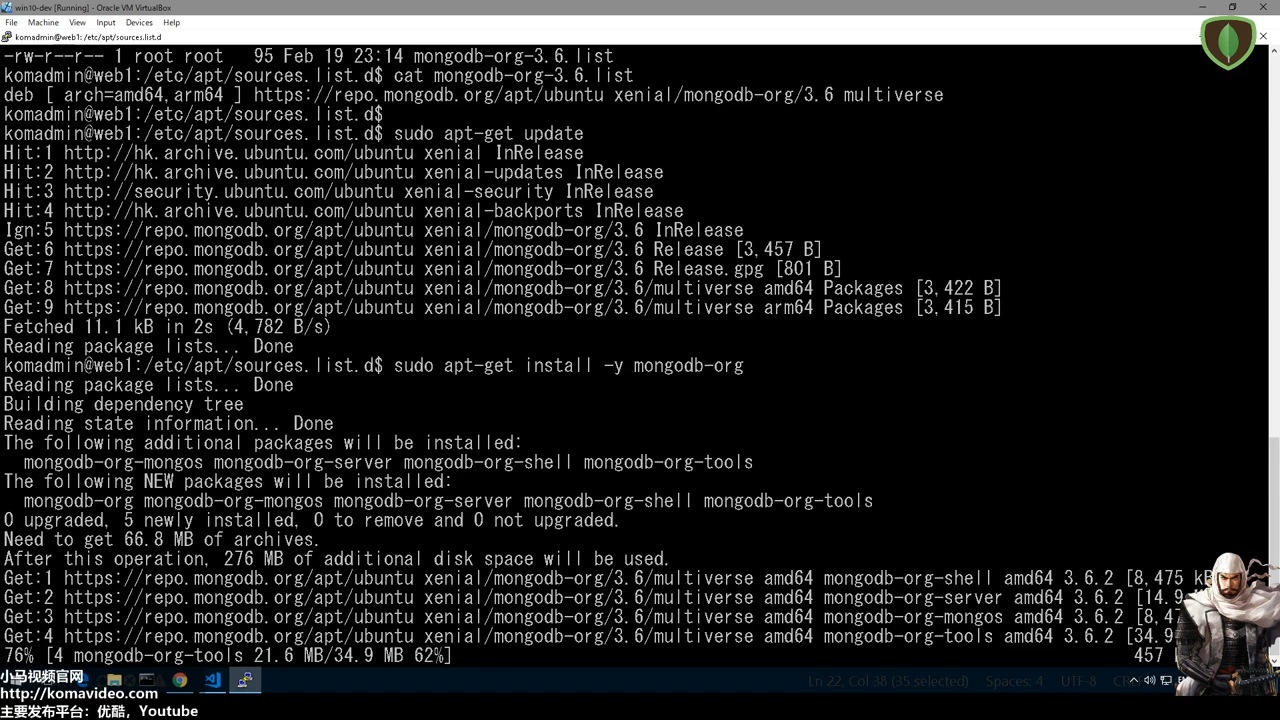 win10-dev [Running] - Oracle VM VirtualBox
File Machine View Input Devices Help
komadmin@web1: /etc/apt/sources.list.d
-rw-r--r-- 1 root root 95 Feb 19 23:14 mongodb-org-3.6.list
komadmin@web1:/etc/apt/sources.list.d$ cat mongodb-org-3.6.list
deb [ arch=amd64,arm64 ] https://repo.mongodb.org/apt/ubuntu xenial/mongodb-org/3.6 multiverse
komadmin@web1:/etc/apt/sources.list.d$
komadmin@web1:/etc/apt/sources.list.d$ sudo apt-get update
Hit:1 http://hk.archive.ubuntu.com/ubuntu xenial InRelease
Hit:2 http://hk.archive.ubuntu.com/ubuntu xenial-updates InRelease
Hit:3 http://security.ubuntu.com/ubuntu xenial-security InRelease
Hit:4 http://hk.archive.ubuntu.com/ubuntu xenial-backports InRelease
Ign:5 https://repo.mongodb.org/apt/ubuntu xenial/mongodb-org/3.6 InRelease
Get:6 https://repo.mongodb.org/apt/ubuntu xenial/mongodb-org/3.6 Release [3,457 B]
Get:7 https://repo.mongodb.org/apt/ubuntu xenial/mongodb-org/3.6 Release.gpg [801 B]
Get:8 https://repo.mongodb.org/apt/ubuntu xenial/mongodb-org/3.6/multiverse amd64 Packages [3,422 B]
Get:9 https://repo.mongodb.org/apt/ubuntu xenial/mongodb-org/3.6/multiverse arm64 Packages [3,415 B]
Fetched 11.1 kB in 2s (4,782 B/s)
Reading package lists... Done
komadmin@web1:/etc/apt/sources.list.d$ sudo apt-get install -y mongodb-org
Reading package lists... Done
Building dependency tree
Reading state information... Done
The following additional packages will be installed:
mongodb-org-mongos mongodb-org-server mongodb-org-shell mongodb-org-tools
The following NEW packages will be installed:
mongodb-org mongodb-org-mongos mongodb-org-server mongodb-org-shell mongodb-org-tools
0 upgraded, 5 newly installed, 0 to remove and 0 not upgraded.
Need to get 66.8 MB of archives.
After this operation, 276 MB of additional disk space will be used.
Get:1 https://repo.mongodb.org/apt/ubuntu xenial/mongodb-org/3.6/multiverse amd64 mongodb-org-shell amd64 3.6.2 [8,475 kB
Get:2 https://repo.mongodb.org/apt/ubuntu xenial/mongodb-org/3.6/multiverse amd64 mongodb-org-server amd64 3.6.2 [14.9
Get:3 https://repo.mongodb.org/apt/ubuntu xenial/mongodb-org/3.6/multiverse amd64 mongodb-org-mongos amd64 3.6.2 [8,4
Get:4 https://repo.mongodb.org/apt/ubuntu xenial/mongodb-org/3.6/multiverse amd64 mongodb-org-tools amd64 3.6.2 [34.9
76% [4 mongodb-org-tools 21.6 MB/34.9 MB 62%] 457
小马视频官网
Ln 22, Col 38 (35 selected) Spaces: 4 UTF-8
http://komavideo.com
主要发布平台：优酷，Youtube